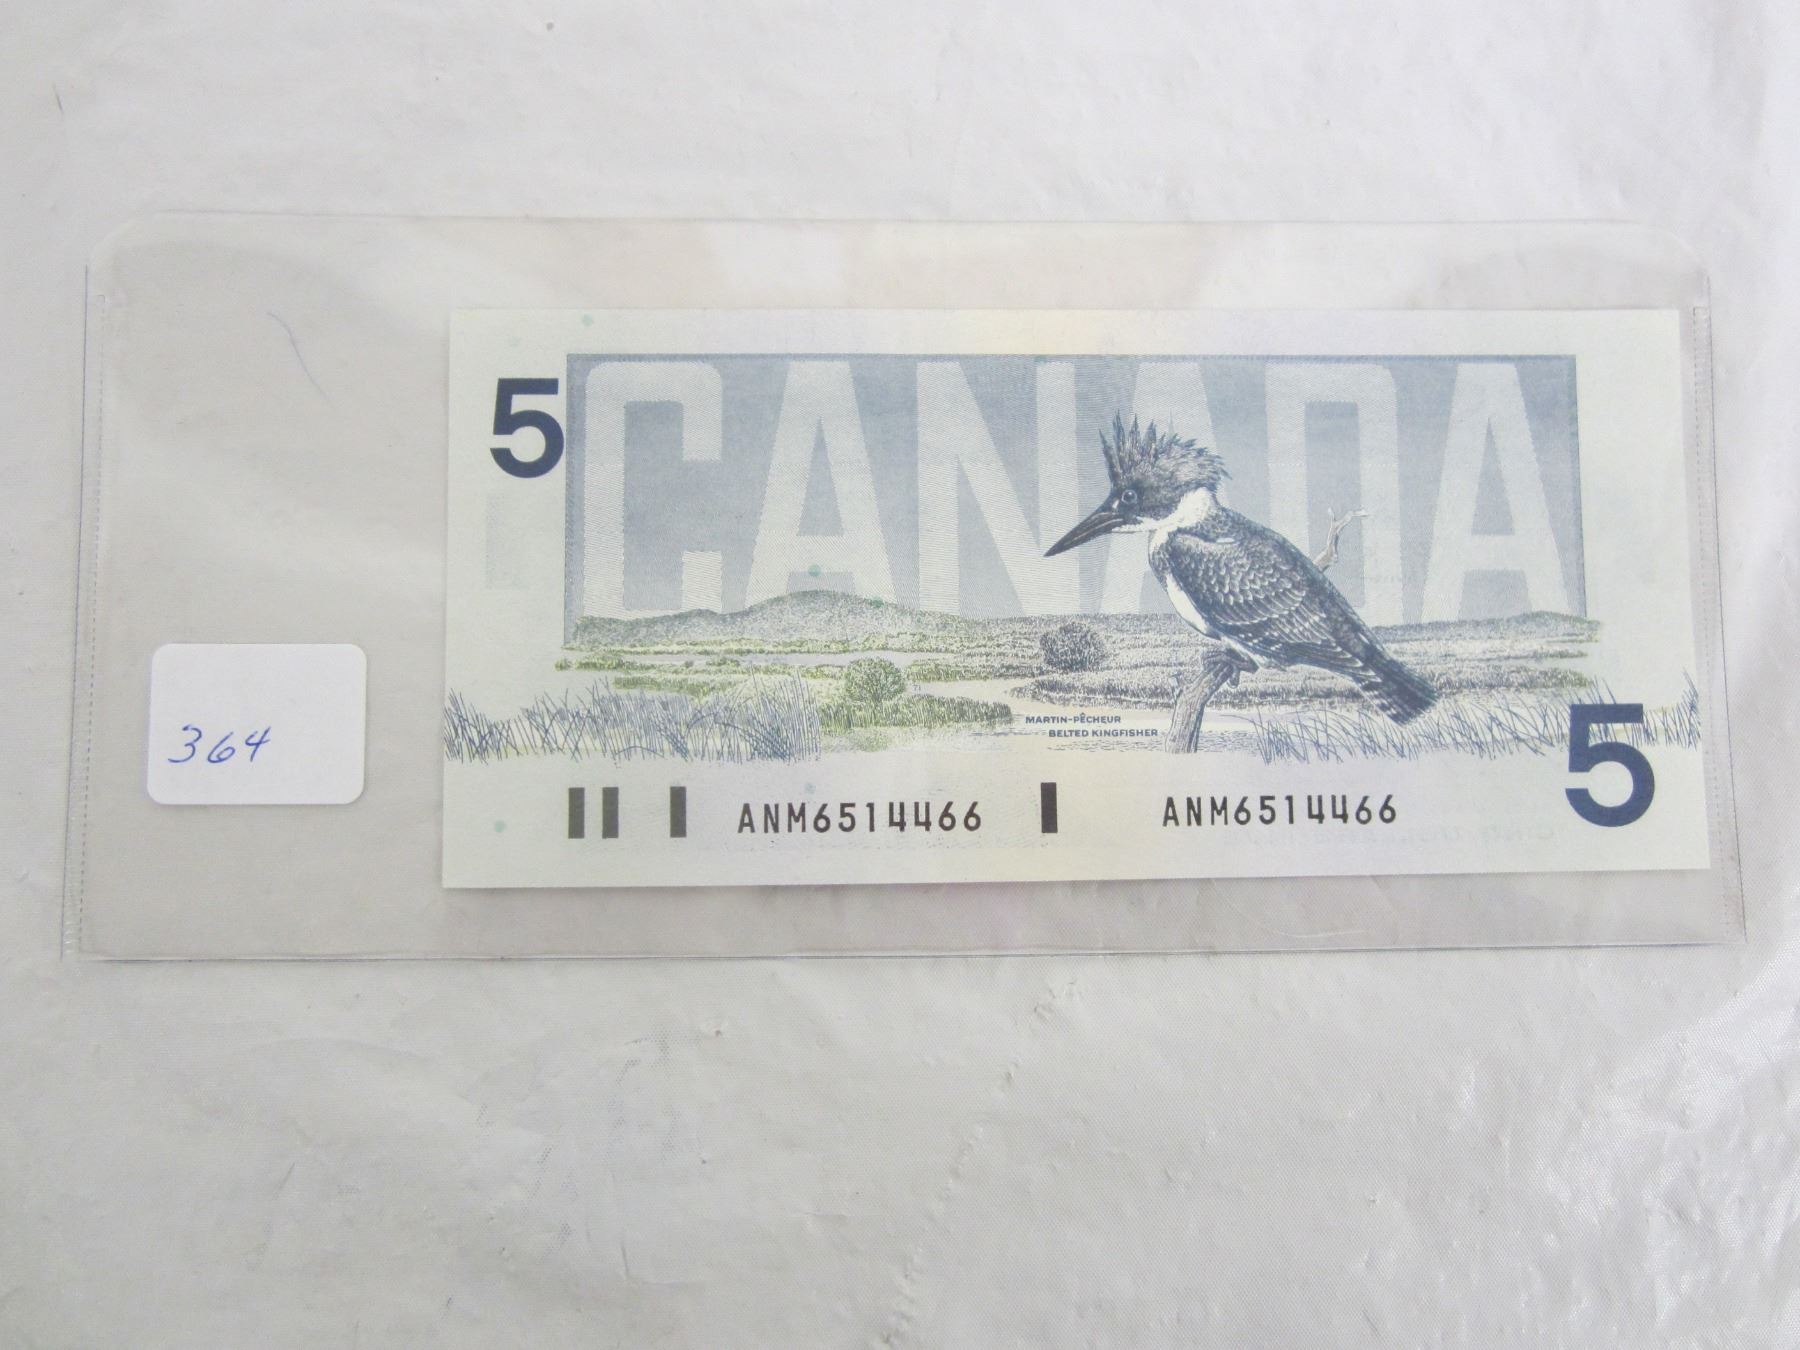 CANADA
5
MARTIN-PÊCHEUR
BELTED KINGFISHER
5
ANM6514466
ANM6514466
364